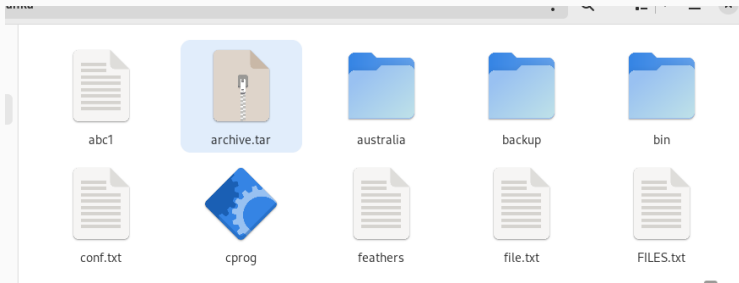 abc1
archive.tar
australia
backup
bin
conf.txt
cprog
feathers
file.txt
FILES.txt